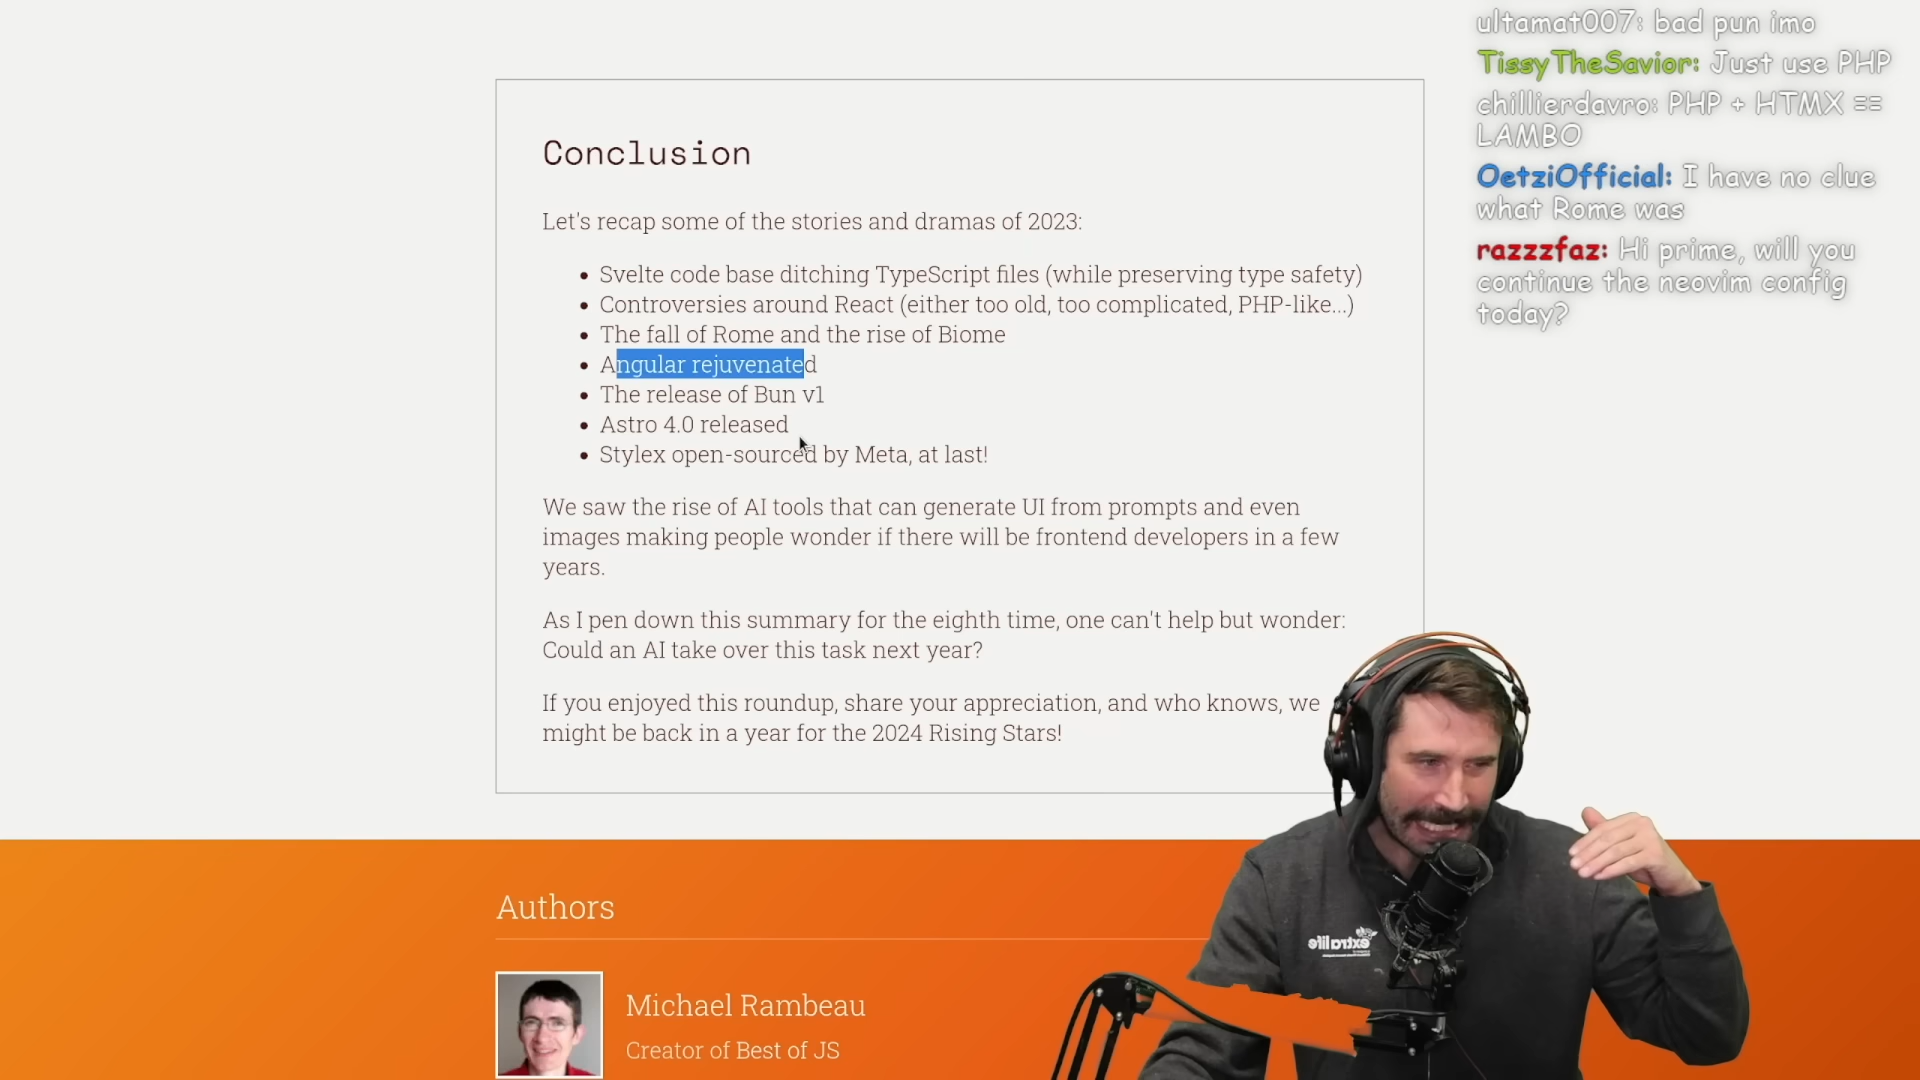 ultamat007: bad pun imo
TissyTheSavior: Just use PHP
chillierdavro: PHP + HTMX ==
LAMBO
OetziOfficial: I have no clue
what Rome was
razzzfaz: Hi prime, will you
continue the neovim config
today?
Conclusion
Let's recap some of the stories and dramas of 2023:
• Svelte code base ditching TypeScript files (while preserving type safety)
• Controversies around React (either too old, too complicated, PHP-like...)
• The fall of Rome and the rise of Biome
• Angular rejuvenated
• The release of Bun v1
• Astro 4.0 released
• Stylex open-sourced by Meta, at last!
We saw the rise of AI tools that can generate UI from prompts and even
images making people wonder if there will be frontend developers in a few
years.
As I pen down this summary for the eighth time, one can't help but wonder:
Could an AI take over this task next year?
If you enjoyed this roundup, share your appreciation, and who knows, we
might be back in a year for the 2024 Rising Stars!
extralife
Authors
Michael Rambeau
Creator of Best of JS